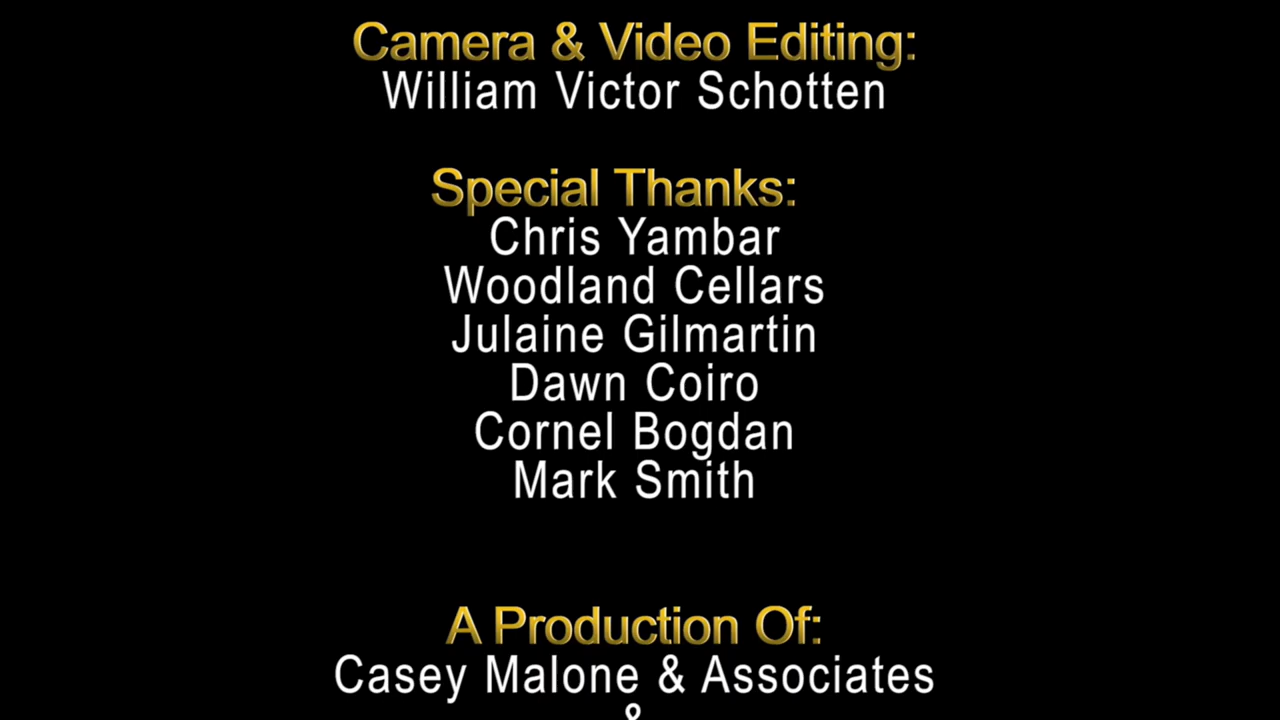 Camera & Video Editing:
William Victor Schotten
Special Thanks:
Chris Yambar
Woodland Cellars
Julaine Gilmartin
Dawn Coiro
Cornel Bogdan
Mark Smith
A Production Of:
Casey Malone & Associates
&